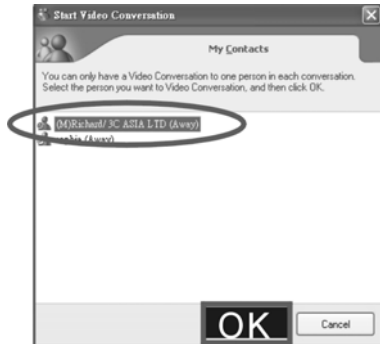 Start Video Conversation
My Contacts
You can only have a Video Conversation to one person in each conversation.
Select the person you want to Video Conversation, and then click OK.
(M)Richard/ 3C ASIA LTD (Away)
(Away)
OK
Cancel